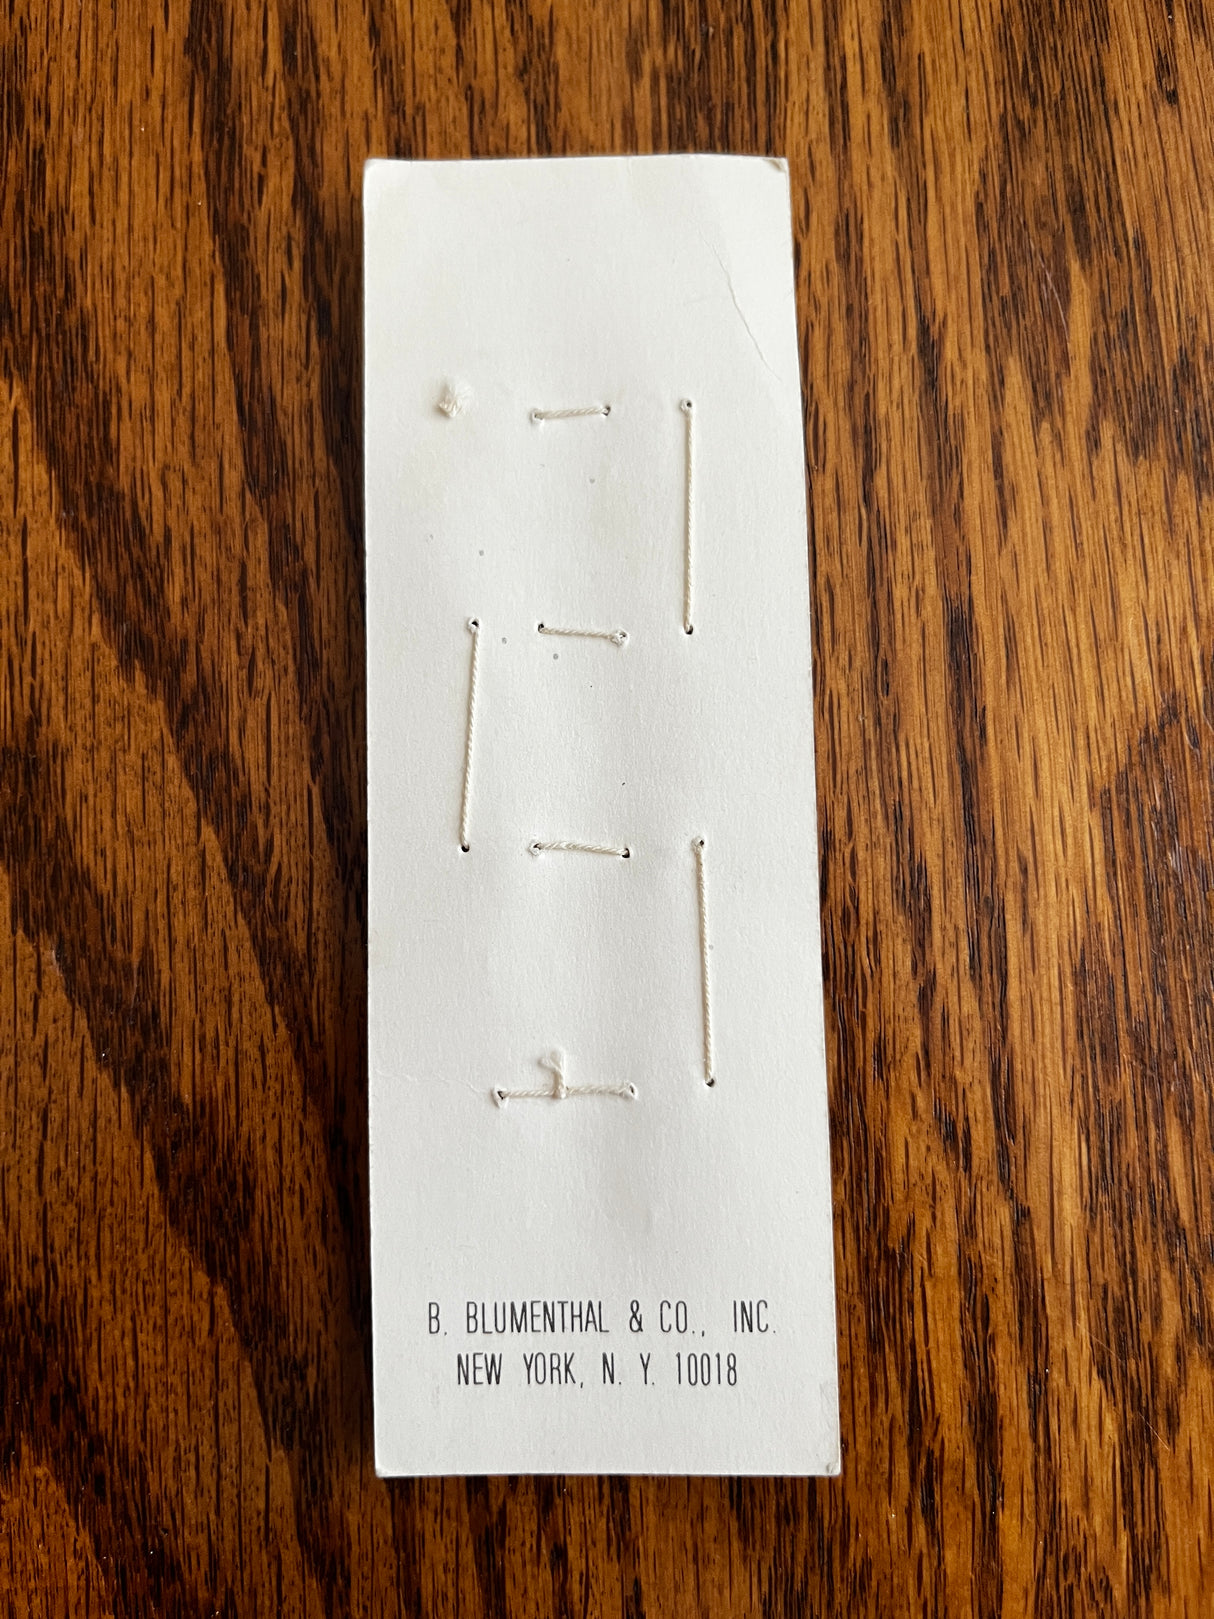 B. BLUMENTHAL & CO., INC.
NEW YORK, N. Y. 10018